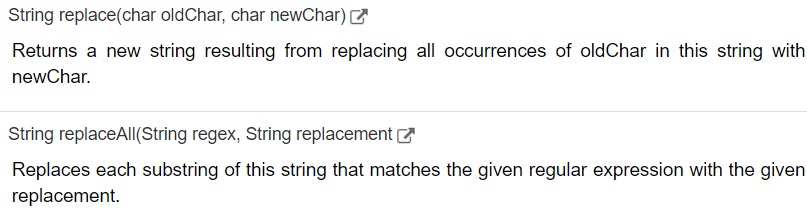 String replace(char oldChar, char newChar)
Returns a new string resulting from replacing all occurrences of oldChar in this string with
newChar.
String replaceAll(String regex, String replacement
Replaces each substring of this string that matches the given regular expression with the given
replacement.